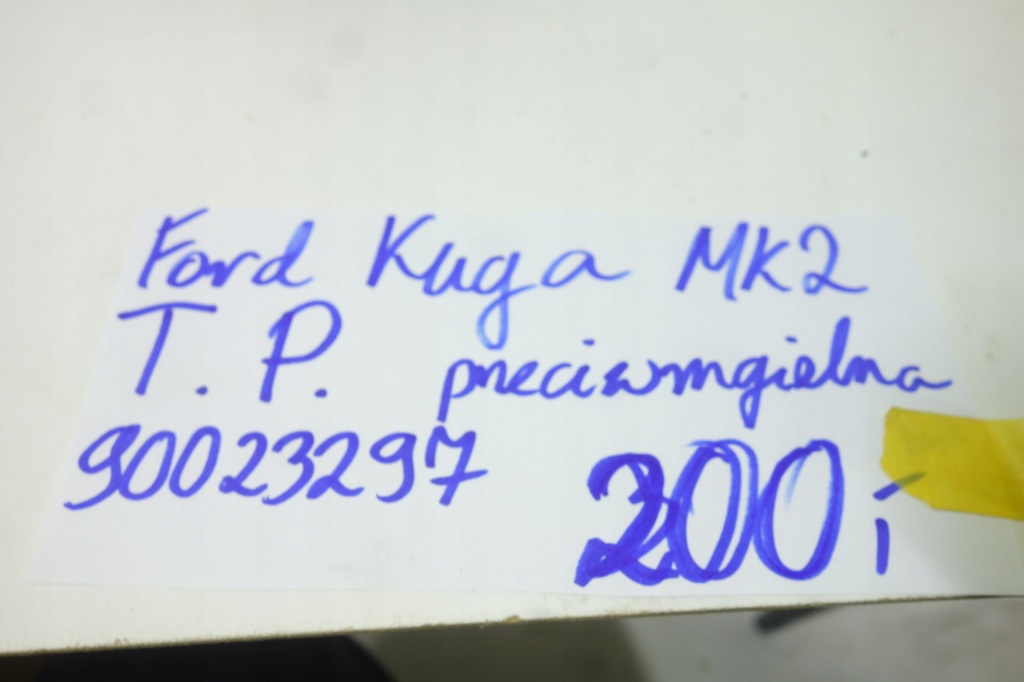 Ford Kuga MK2
T. P. przeciwmgielna
90023297 200